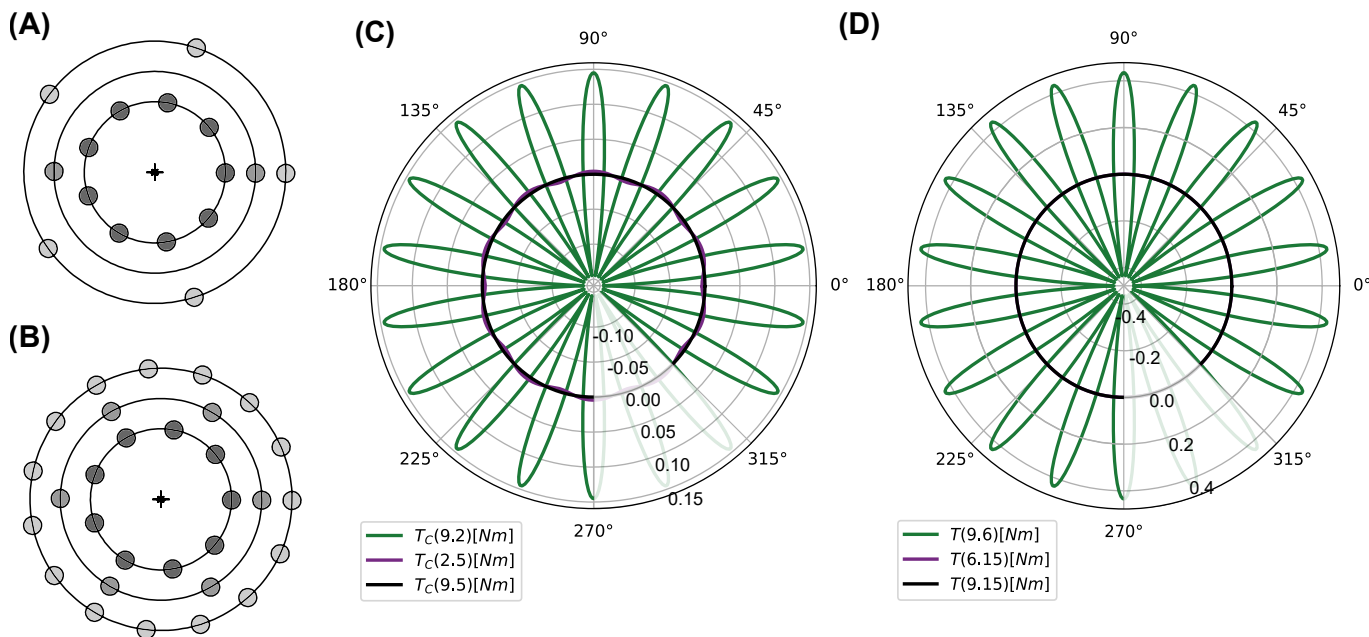 (A)
(B)
(C)
90°
135°
45°
180°
0°
225°
315°
270°
-0.10
-0.05
0.00
0.05
0.10
0.15
T_C(9.2)[Nm]
T_C(2.5)[Nm]
T_C(9.5)[Nm]
(D)
90°
135°
45°
180°
0°
225°
315°
270°
-0.4
-0.2
0.0
0.2
0.4
T(9.6)[Nm]
T(6.15)[Nm]
T(9.15)[Nm]